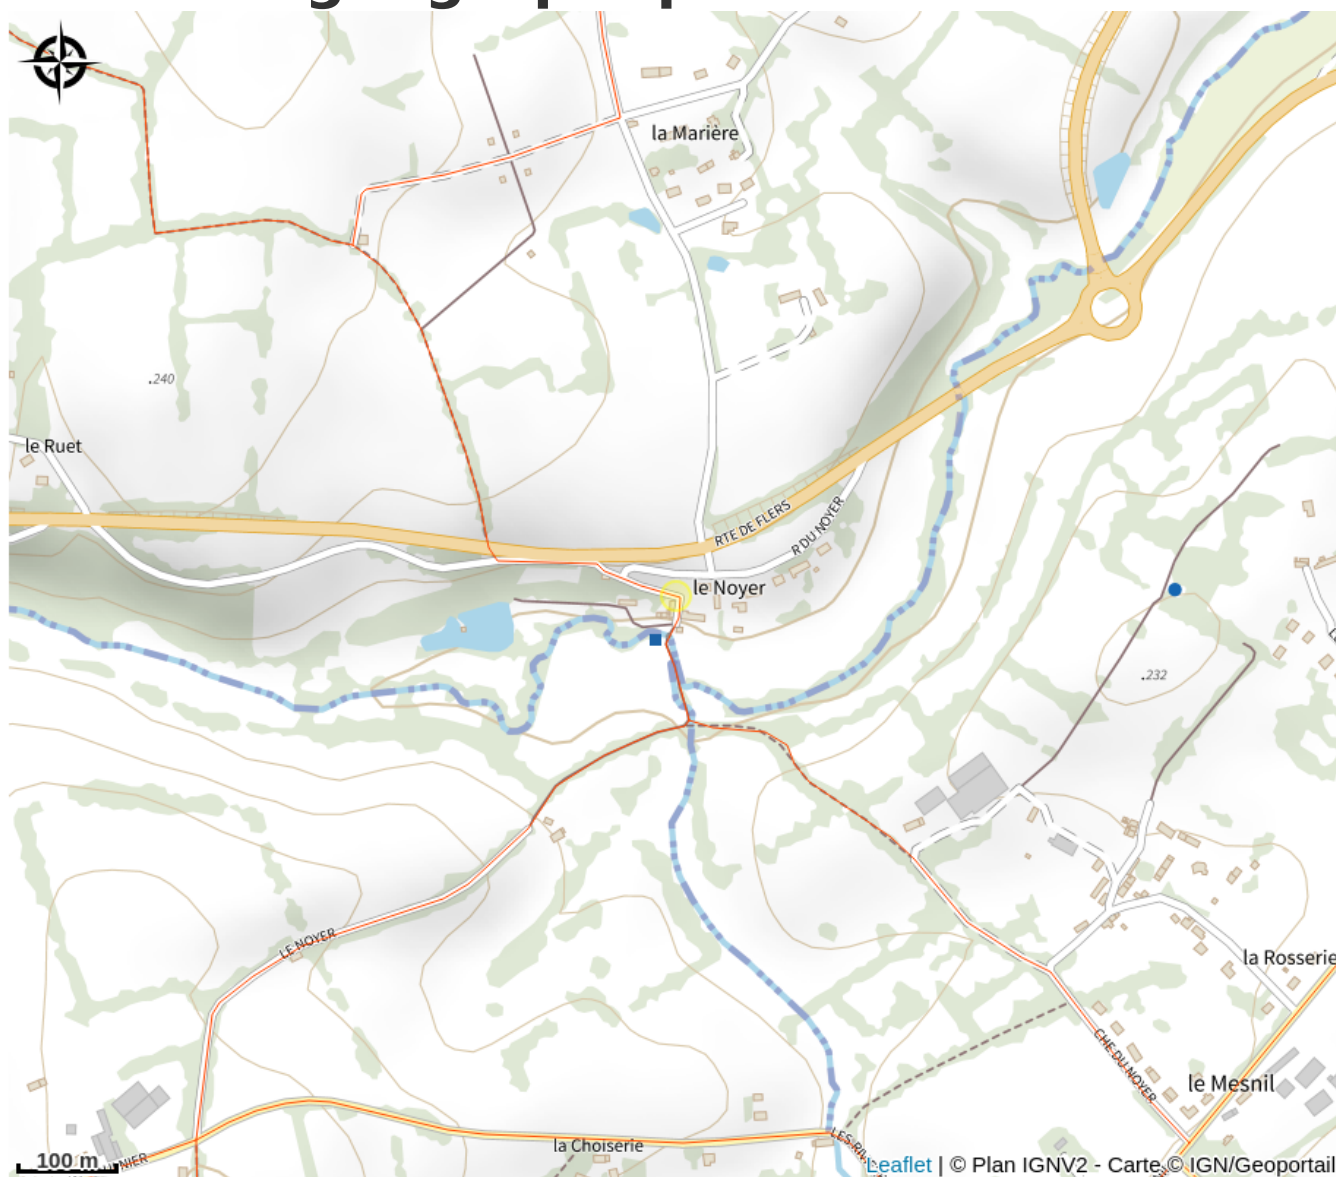 la Marière
.240
le Ruet
RTE DE FLERS
R DU NOYER
le Noyer
.232
LE NOYER
la Rosserie
CHE DU NOYER
le Mesnil
la Choiserie
100 m
Leaflet | © Plan IGNV2 - Carte © IGN/Geoportail